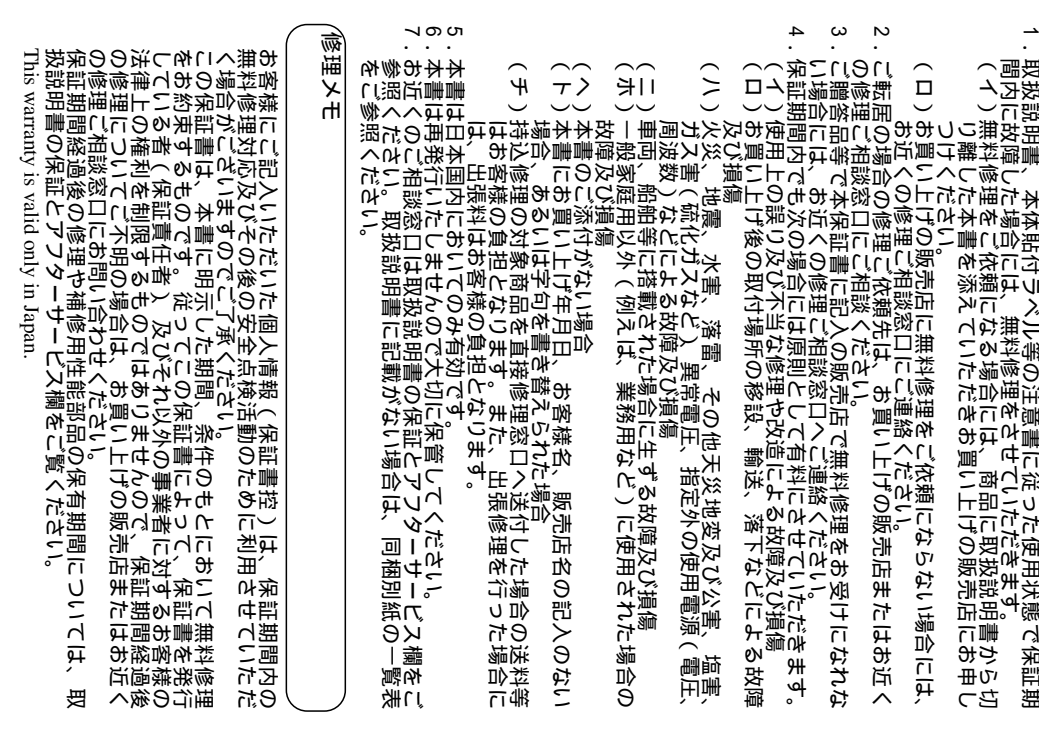 1．取扱説明書、本体貼付ラベル等の注意書に従った使用状態で保証期
間内に故障した場合には、無料修理をさせていただきます。
（イ）無料修理をご依頼になる場合には、商品に取扱説明書から切
り離した本書を添えていただきお買い上げの販売店にお申し
つけください。
（ロ）お買い上げの販売店に無料修理をご依頼にならない場合には、
お近くの修理ご相談窓口にご連絡ください。
2．ご転居の場合の修理ご依頼先は、お買い上げの販売店またはお近く
の修理ご相談窓口にご相談ください。
3．ご贈答品等で本保証書に記入の販売店で無料修理をお受けになれな
い場合には、お近くの修理ご相談窓口へご連絡ください。
4．保証期間内でも次の場合には原則として有料にさせていただきます。
（イ）使用上の誤り及び不当な修理や改造による故障及び損傷
（ロ）お買い上げ後の取付場所の移設、輸送、落下などによる故障
及び損傷
（ハ）火災、地震、水害、落雷、その他天災地変及び公害、塩害、
ガス害（硫化ガスなど）、異常電圧、指定外の使用電源（電圧、
周波数）などによる故障及び損傷
（ニ）車両、船舶等に搭載された場合に生ずる故障及び損傷
（ホ）一般家庭用以外（例えば、業務用など）に使用された場合の
故障及び損傷
（ヘ）本書のご添付がない場合
（ト）本書にお買い上げ年月日、お客様名、販売店名の記入のない
場合、あるいは字句を書き替えられた場合
（チ）持込修理の対象商品を直接修理窓口へ送付した場合の送料等
はお客様の負担となります。また、出張修理を行った場合に
は、出張料はお客様の負担となります。
5．本書は日本国内においてのみ有効です。
6．本書は再発行いたしませんので大切に保管してください。
7．お近くのご相談窓口は取扱説明書の保証とアフターサービス欄をご
参照ください。取扱説明書に記載がない場合は、同梱別紙の一覧表
をご参照ください。
修理メモ
お客様にご記入いただいた個人情報（保証書控）は、保証期間内の
無料修理対応及びその後の安全点検活動のために利用させていただ
く場合がございますのでご了承ください。
この保証書は、本書に明示した期間、条件のもとにおいて無料修理
をお約束するものです。従ってこの保証書によって、保証書を発行
している者（保証責任者）、及びそれ以外の事業者に対するお客様の
法律上の権利を制限するものではありませんので、保証期間経過後
の修理についてご不明の場合は、お買い上げの販売店またはお近く
の修理ご相談窓口にお問い合わせください。
保証期間経過後の修理や補修用性能部品の保有期間については、取
扱説明書の保証とアフターサービス欄をご覧ください。
This warranty is valid only in Japan.